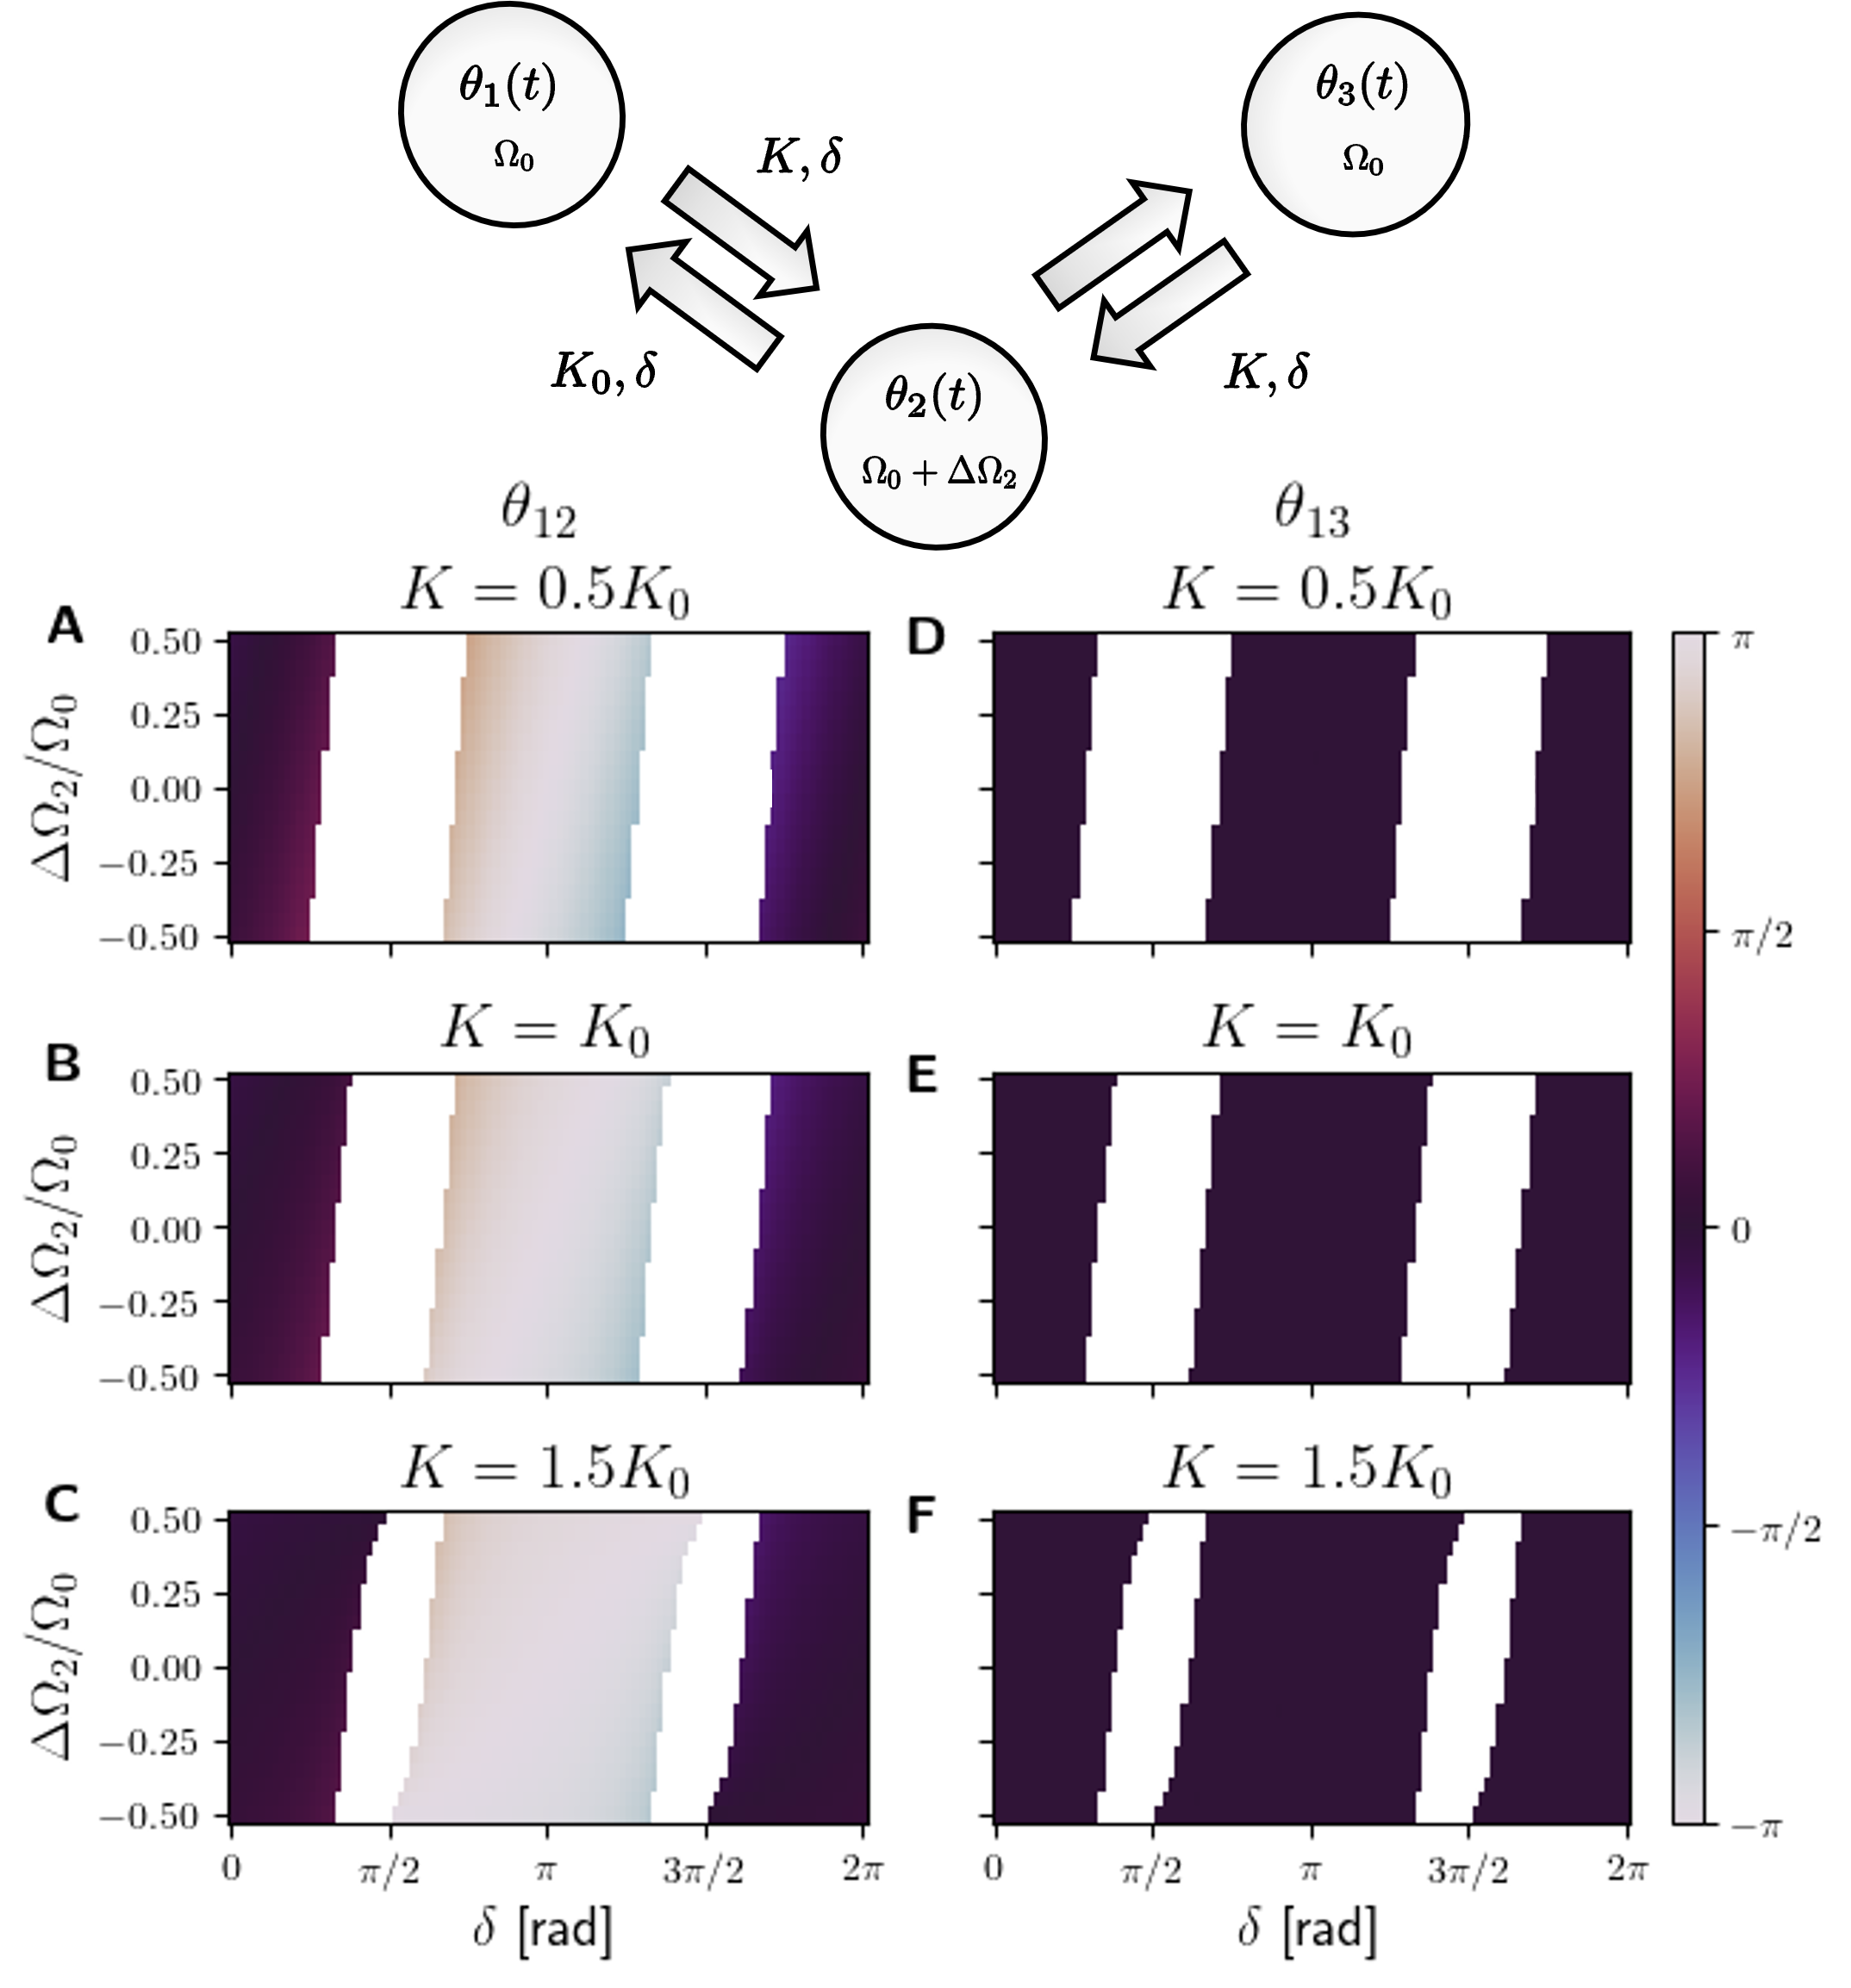 θ₁(t)
Ω₀
θ₃(t)
Ω₀
K, δ
K₀, δ
K, δ
θ₂(t)
Ω₀ + ΔΩ₂
θ₁₂
θ₁₃
K = 0.5K₀
K = 0.5K₀
A
D
ΔΩ₂/Ω₀
0.50
0.25
0.00
−0.25
−0.50
K = K₀
K = K₀
B
E
ΔΩ₂/Ω₀
0.50
0.25
0.00
−0.25
−0.50
K = 1.5K₀
K = 1.5K₀
C
F
ΔΩ₂/Ω₀
0.50
0.25
0.00
−0.25
−0.50
0 π/2 π 3π/2 2π
0 π/2 π 3π/2 2π
δ [rad]
δ [rad]
π
π/2
0
−π/2
−π